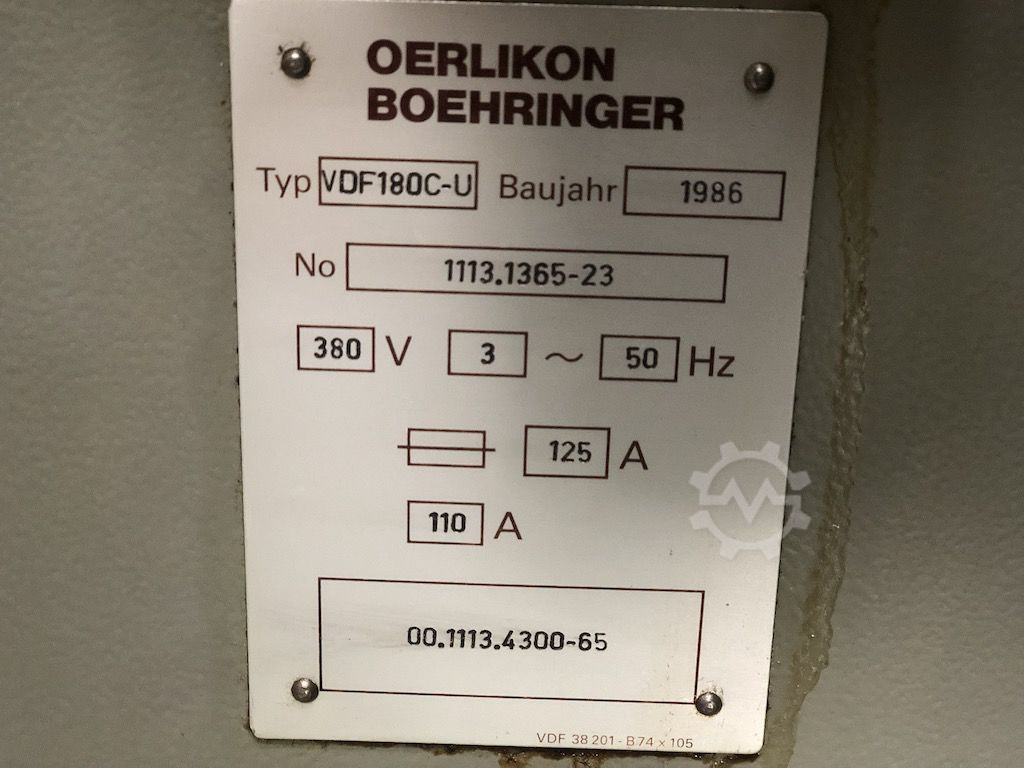 OERLIKON
BOEHRINGER
Typ VDF180C-U Baujahr 1986
No 1113.1365-23
380 V 3 ~ 50 Hz
125 A
110 A
00.1113.4300-65
VDF 38 201 - B 74 x 105